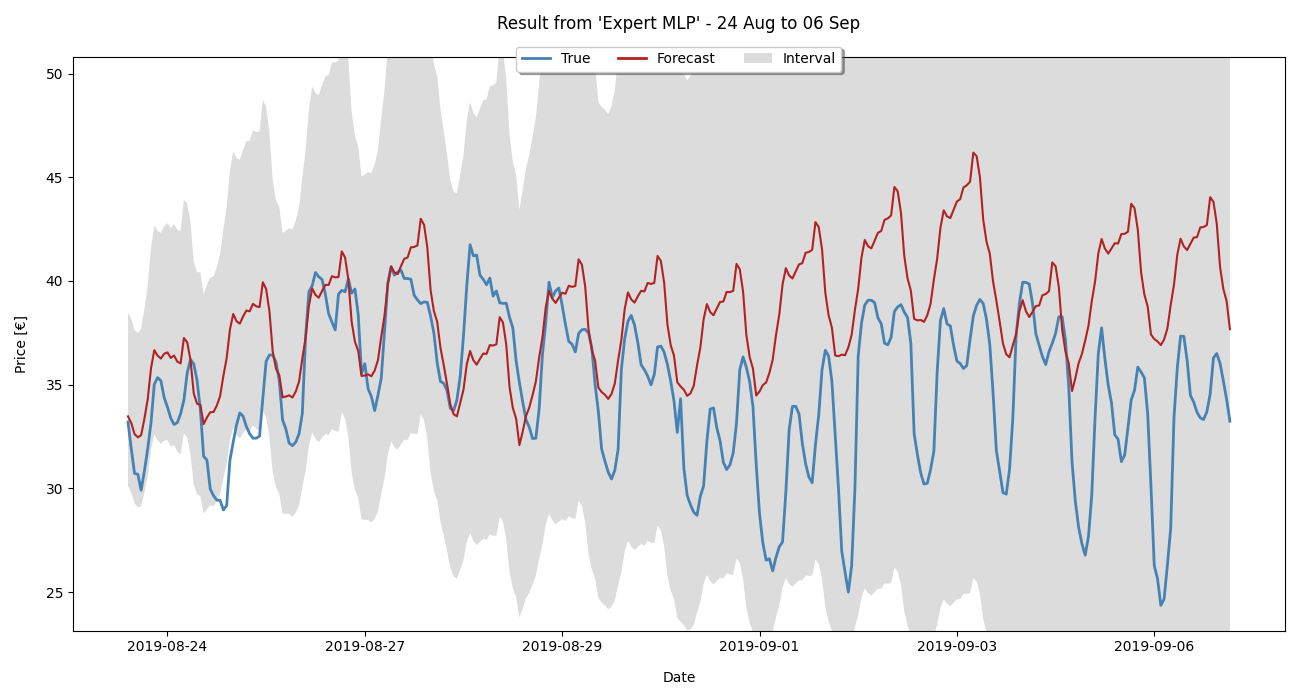 Result from 'Expert MLP' - 24 Aug to 06 Sep
True Forecast Interval
50
45
40
35
30
25
Price [€]
2019-08-24 2019-08-27 2019-08-29 2019-09-01 2019-09-03 2019-09-06
Date